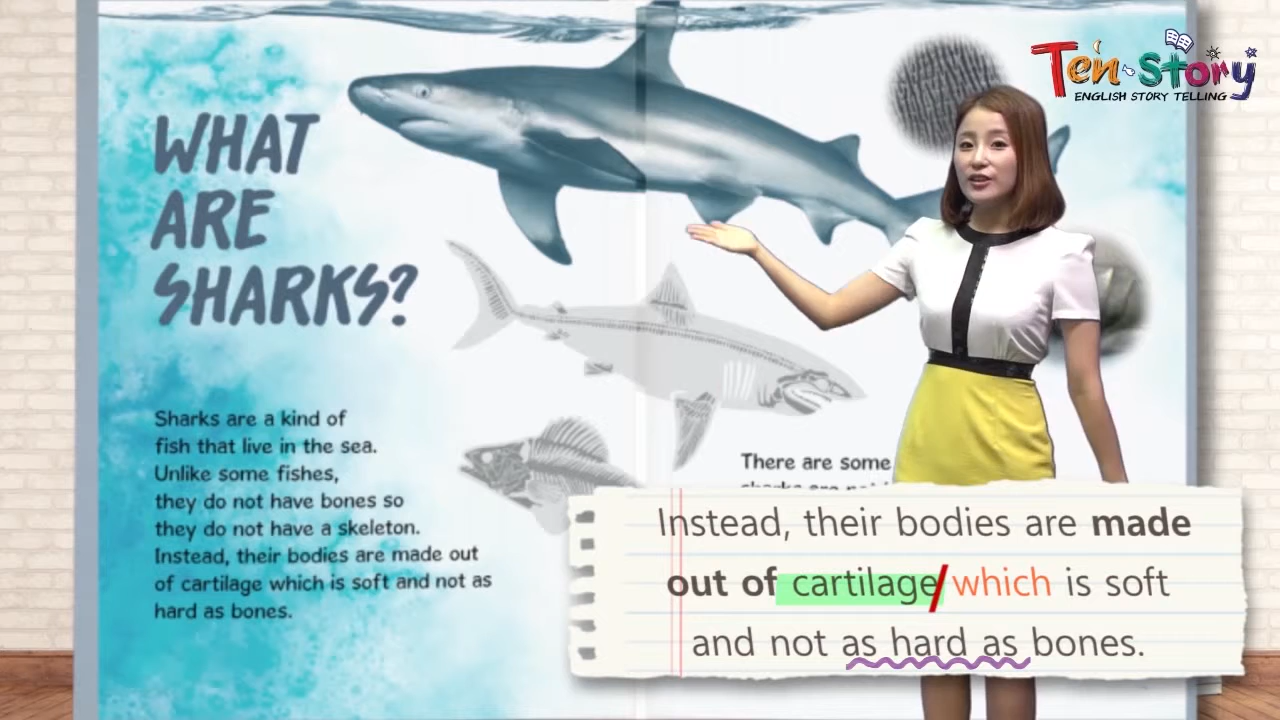 Ten Story
ENGLISH STORY TELLING
WHAT
ARE
SHARKS?
Sharks are a kind of
fish that live in the sea.
Unlike some fishes,
they do not have bones so
they do not have a skeleton.
Instead, their bodies are made out
of cartilage which is soft and not as
hard as bones.
There are some
Instead, their bodies are made
out of cartilage/which is soft
and not as hard as bones.